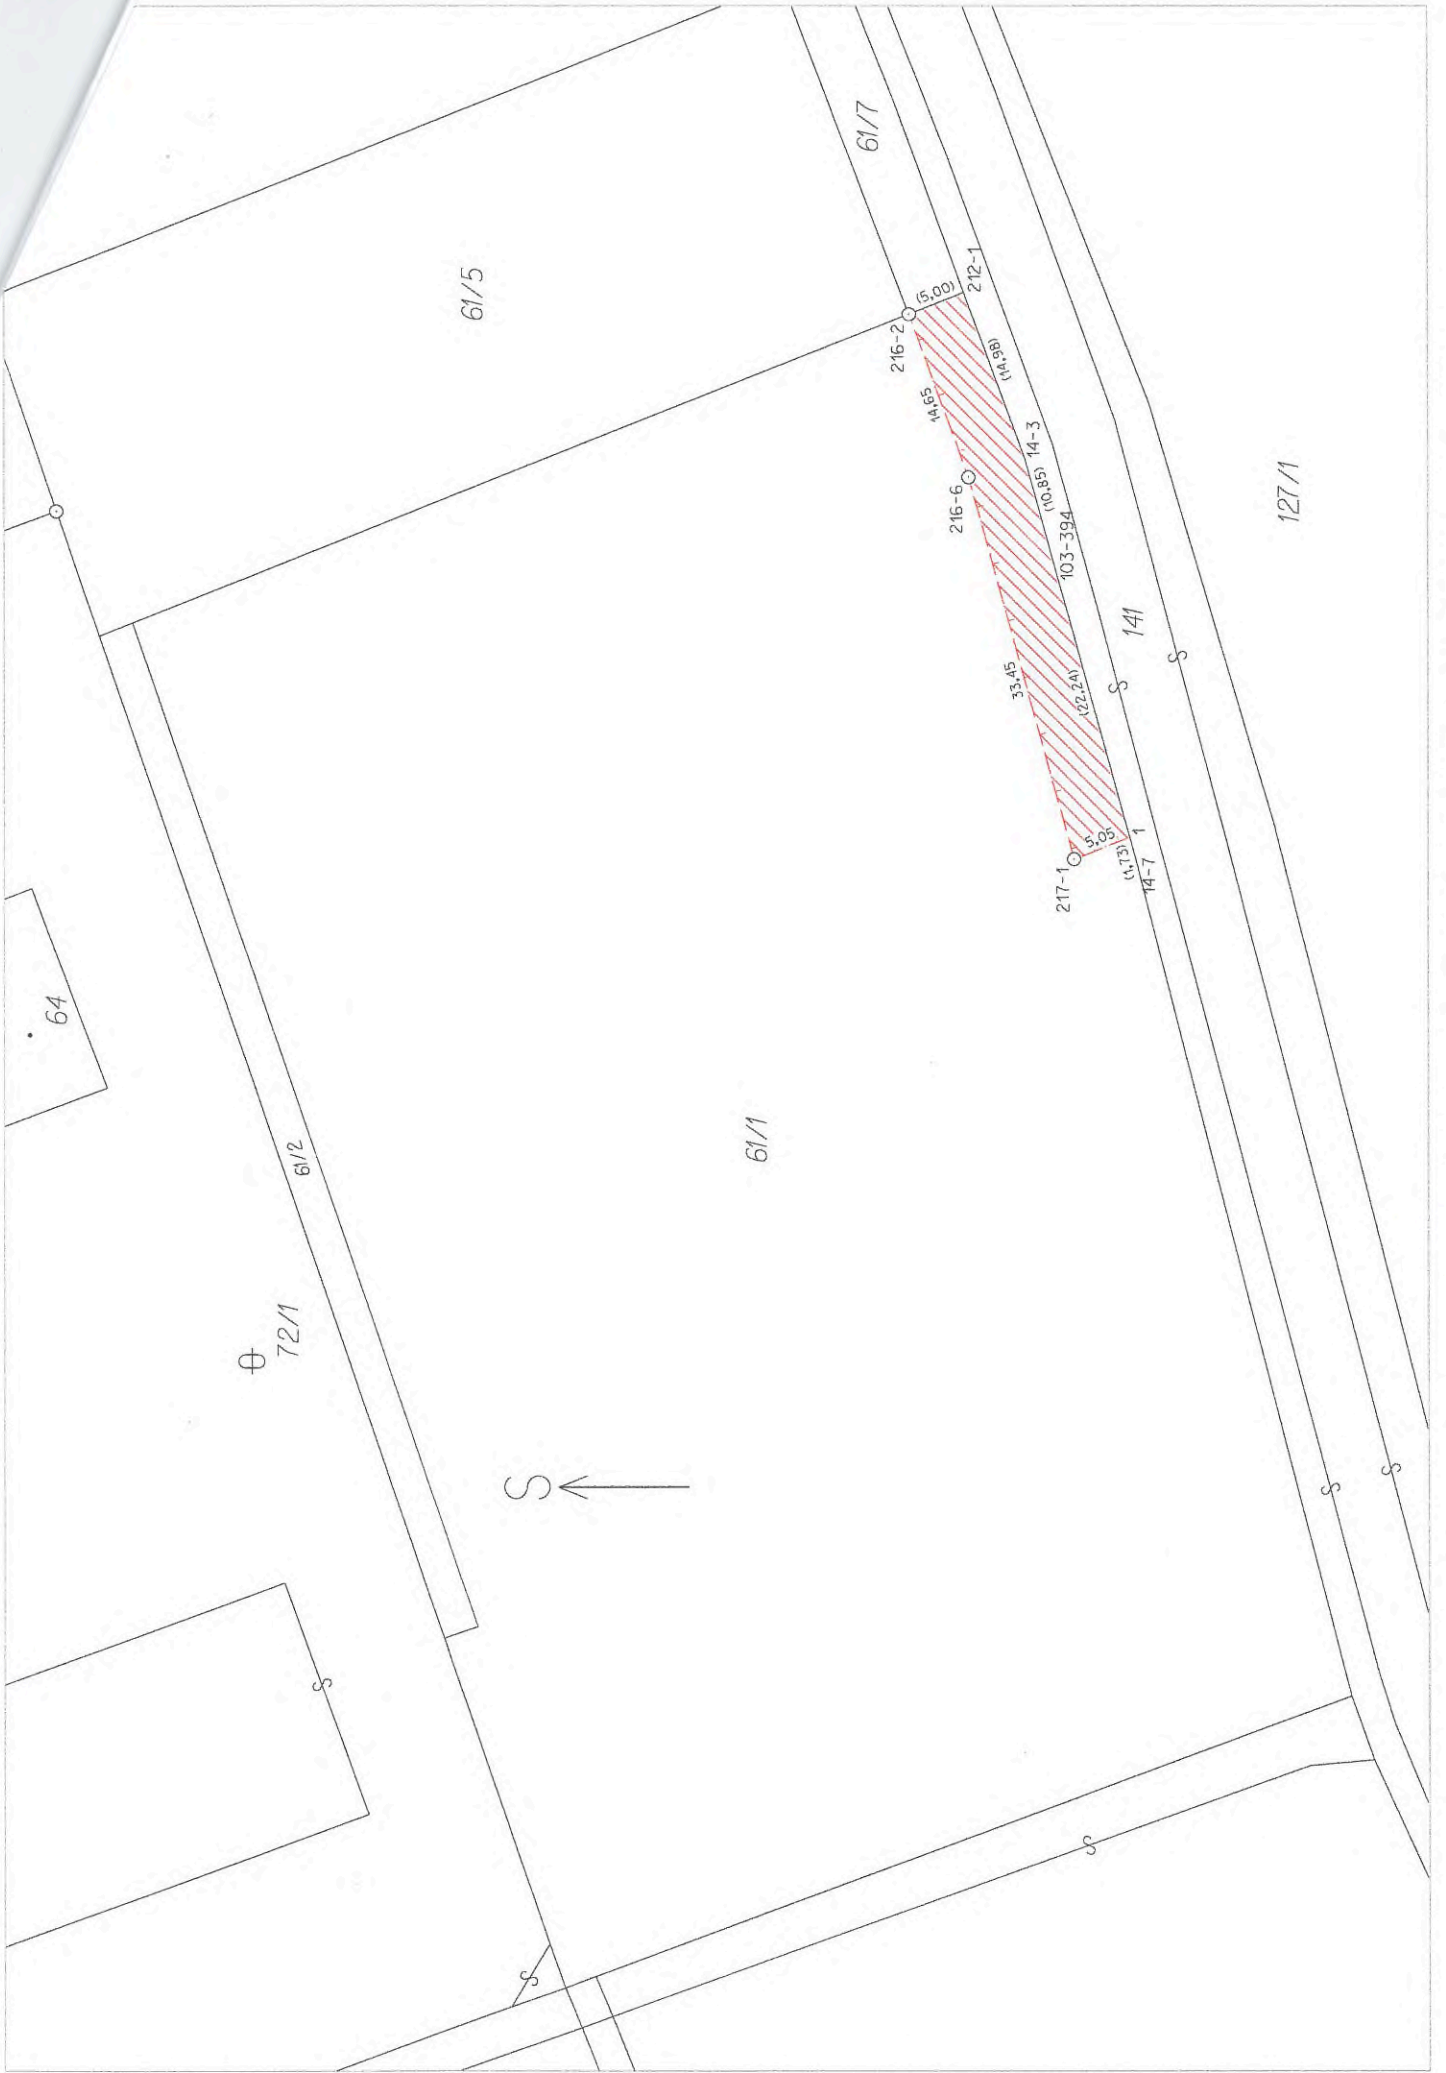 61/7
61/5
212-1
(5,00)
216-2
(14,98)
14,65
14-3
(10,85)
216-6
103-394
127/1
141
S
33,45
(22,24)
S
5,05
1
(1,73)
14-7
217-1
64
61/2
61/1
72/1
S
S
S
S
S
S
S